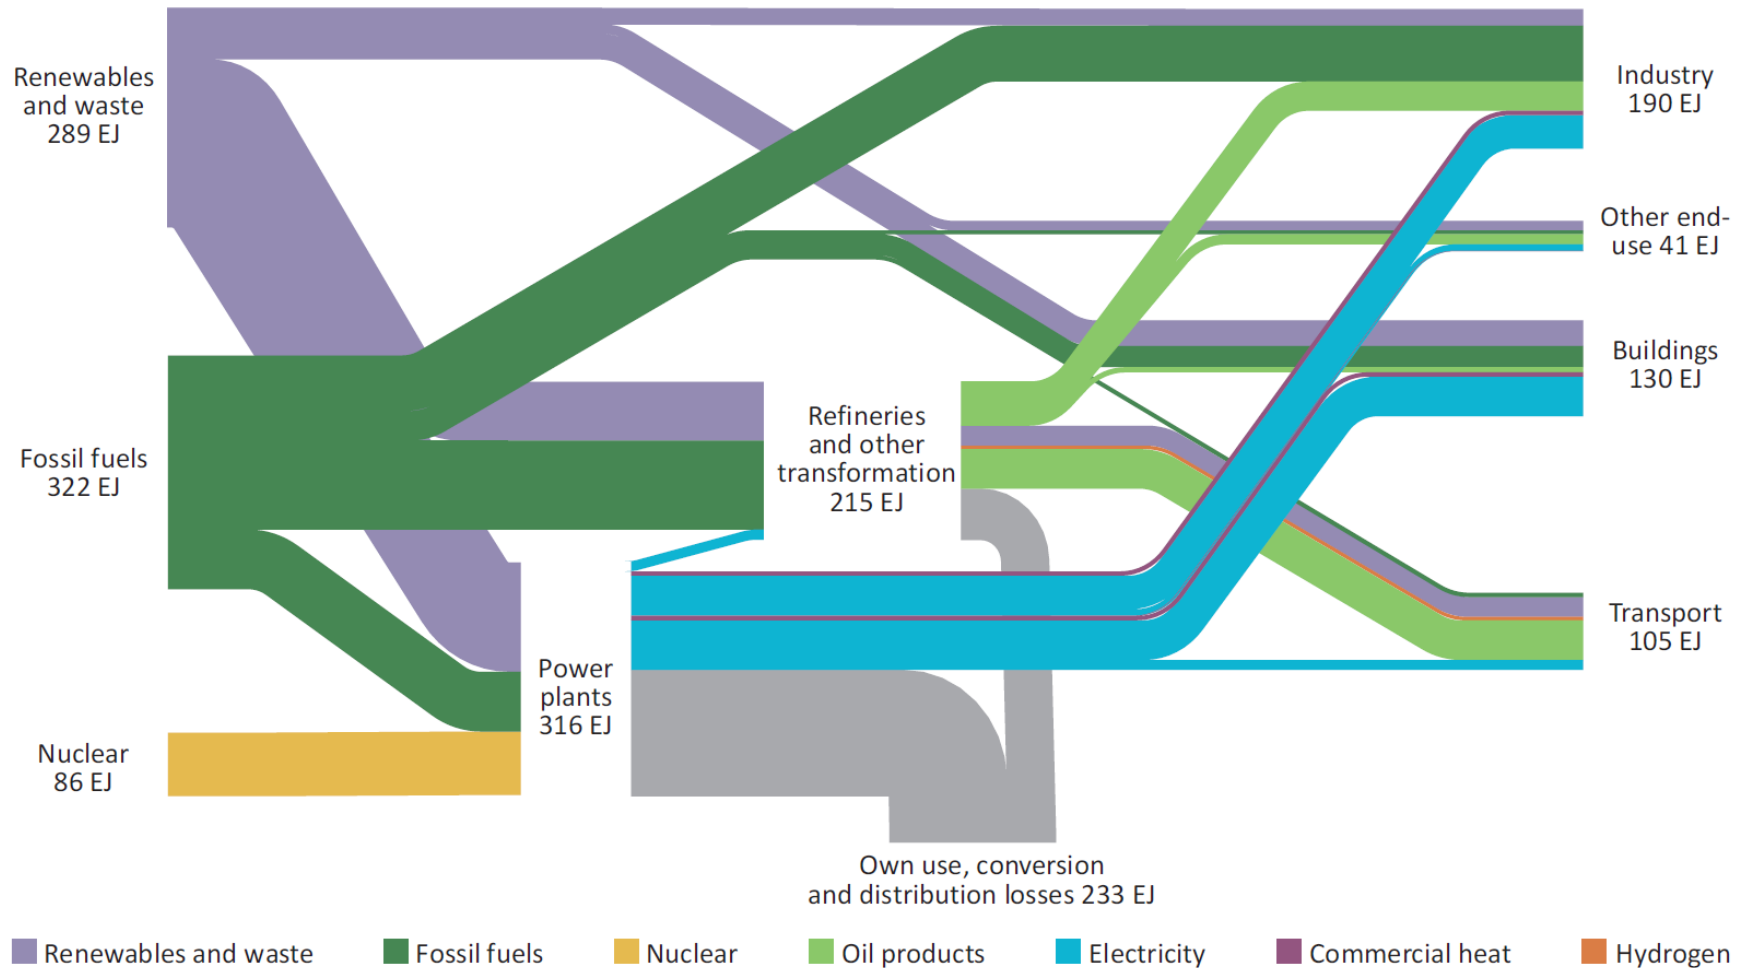 Renewables
and waste
289 EJ
Fossil fuels
322 EJ
Nuclear
86 EJ
Refineries
and other
transformation
215 EJ
Power
plants
316 EJ
Own use, conversion
and distribution losses 233 EJ
Industry
190 EJ
Other end-
use 41 EJ
Buildings
130 EJ
Transport
105 EJ
Renewables and waste
Fossil fuels
Nuclear
Oil products
Electricity
Commercial heat
Hydrogen